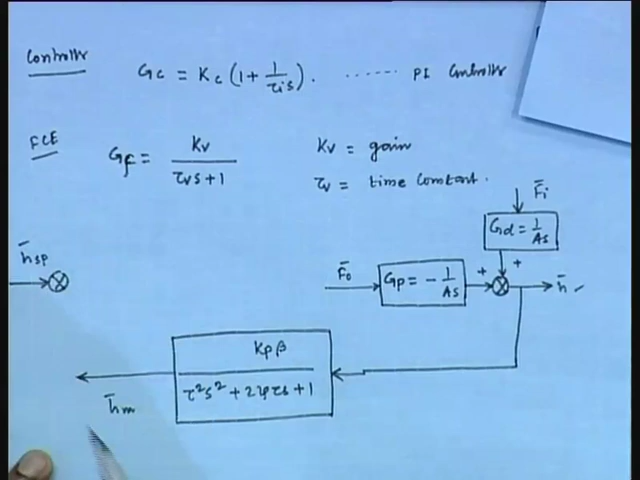 Controller
Gc = Kc (1 + 1/τis). ...... PI Controller
FCE
Gf = Kv/(τvs+1)
Kv = gain
τv = time constant.
F̄i
Gd = 1/As
h̄sp
F̄o
Gp = - 1/As
+ +
h̄
Kpβ/(τ²s² + 2ψτs + 1)
h̄m